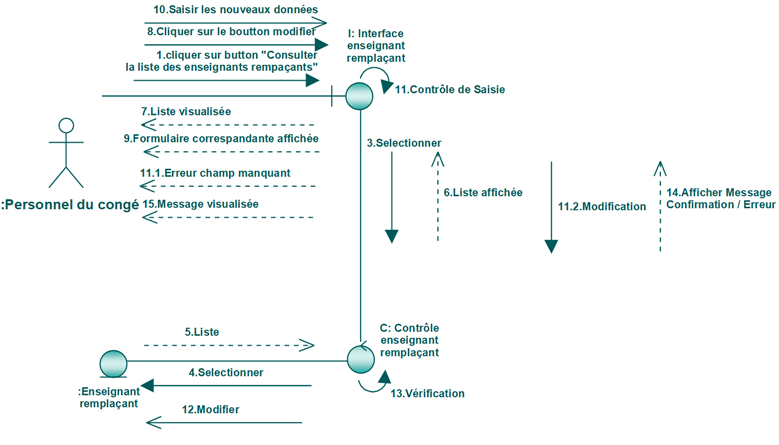 10.Saisir les nouveaux données
8.Cliquer sur le boutton modifier
1.cliquer sur button "Consulter
la liste des enseignants rempaçants"
I: Interface
enseignant
remplaçant
11.Contrôle de Saisie
7.Liste visualisée
9.Formulaire correspandante affichée
11.1.Erreur champ manquant
:Personnel du congé
15.Message visualisée
3.Selectionner
6.Liste affichée
11.2.Modification
14.Afficher Message
Confirmation / Erreur
5.Liste
C: Contrôle
enseignant
remplaçant
4.Selectionner
:Enseignant
remplaçant
13.Vérification
12.Modifier